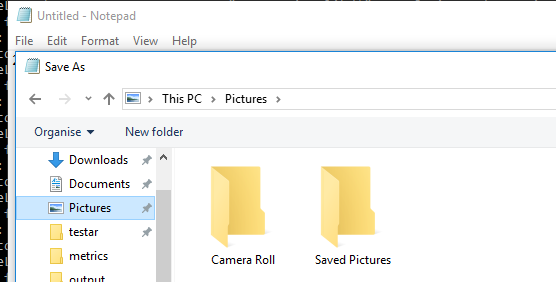 Untitled - Notepad
File Edit Format View Help
Save As
This PC > Pictures >
Organise New folder
Downloads
Documents
Pictures
testar
metrics
output
Camera Roll Saved Pictures